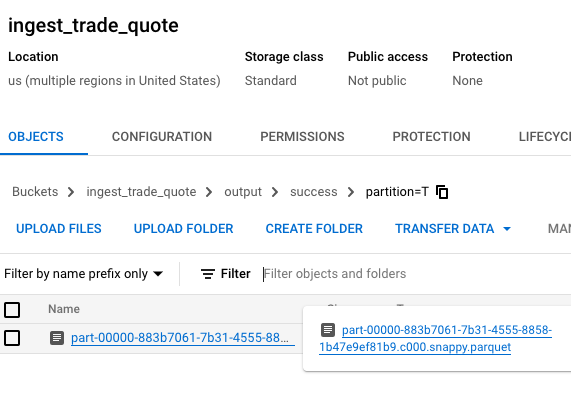 ingest_trade_quote
Location Storage class Public access Protection
us (multiple regions in United States) Standard Not public None
OBJECTS CONFIGURATION PERMISSIONS PROTECTION LIFECYC
Buckets > ingest_trade_quote > output > success > partition=T
UPLOAD FILES UPLOAD FOLDER CREATE FOLDER TRANSFER DATA MAN
Filter by name prefix only Filter Filter objects and folders
Name
part-00000-883b7061-7b31-4555-88...
part-00000-883b7061-7b31-4555-8858-
1b47e9ef81b9.c000.snappy.parquet